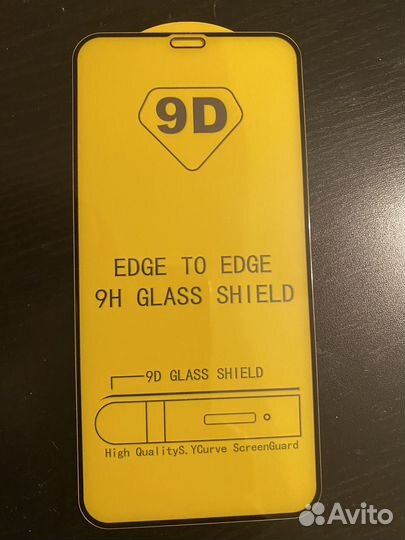 9D
EDGE TO EDGE
9H GLASS SHIELD
9D GLASS SHIELD
High QualityS.YCurve ScreenGuard
Avito